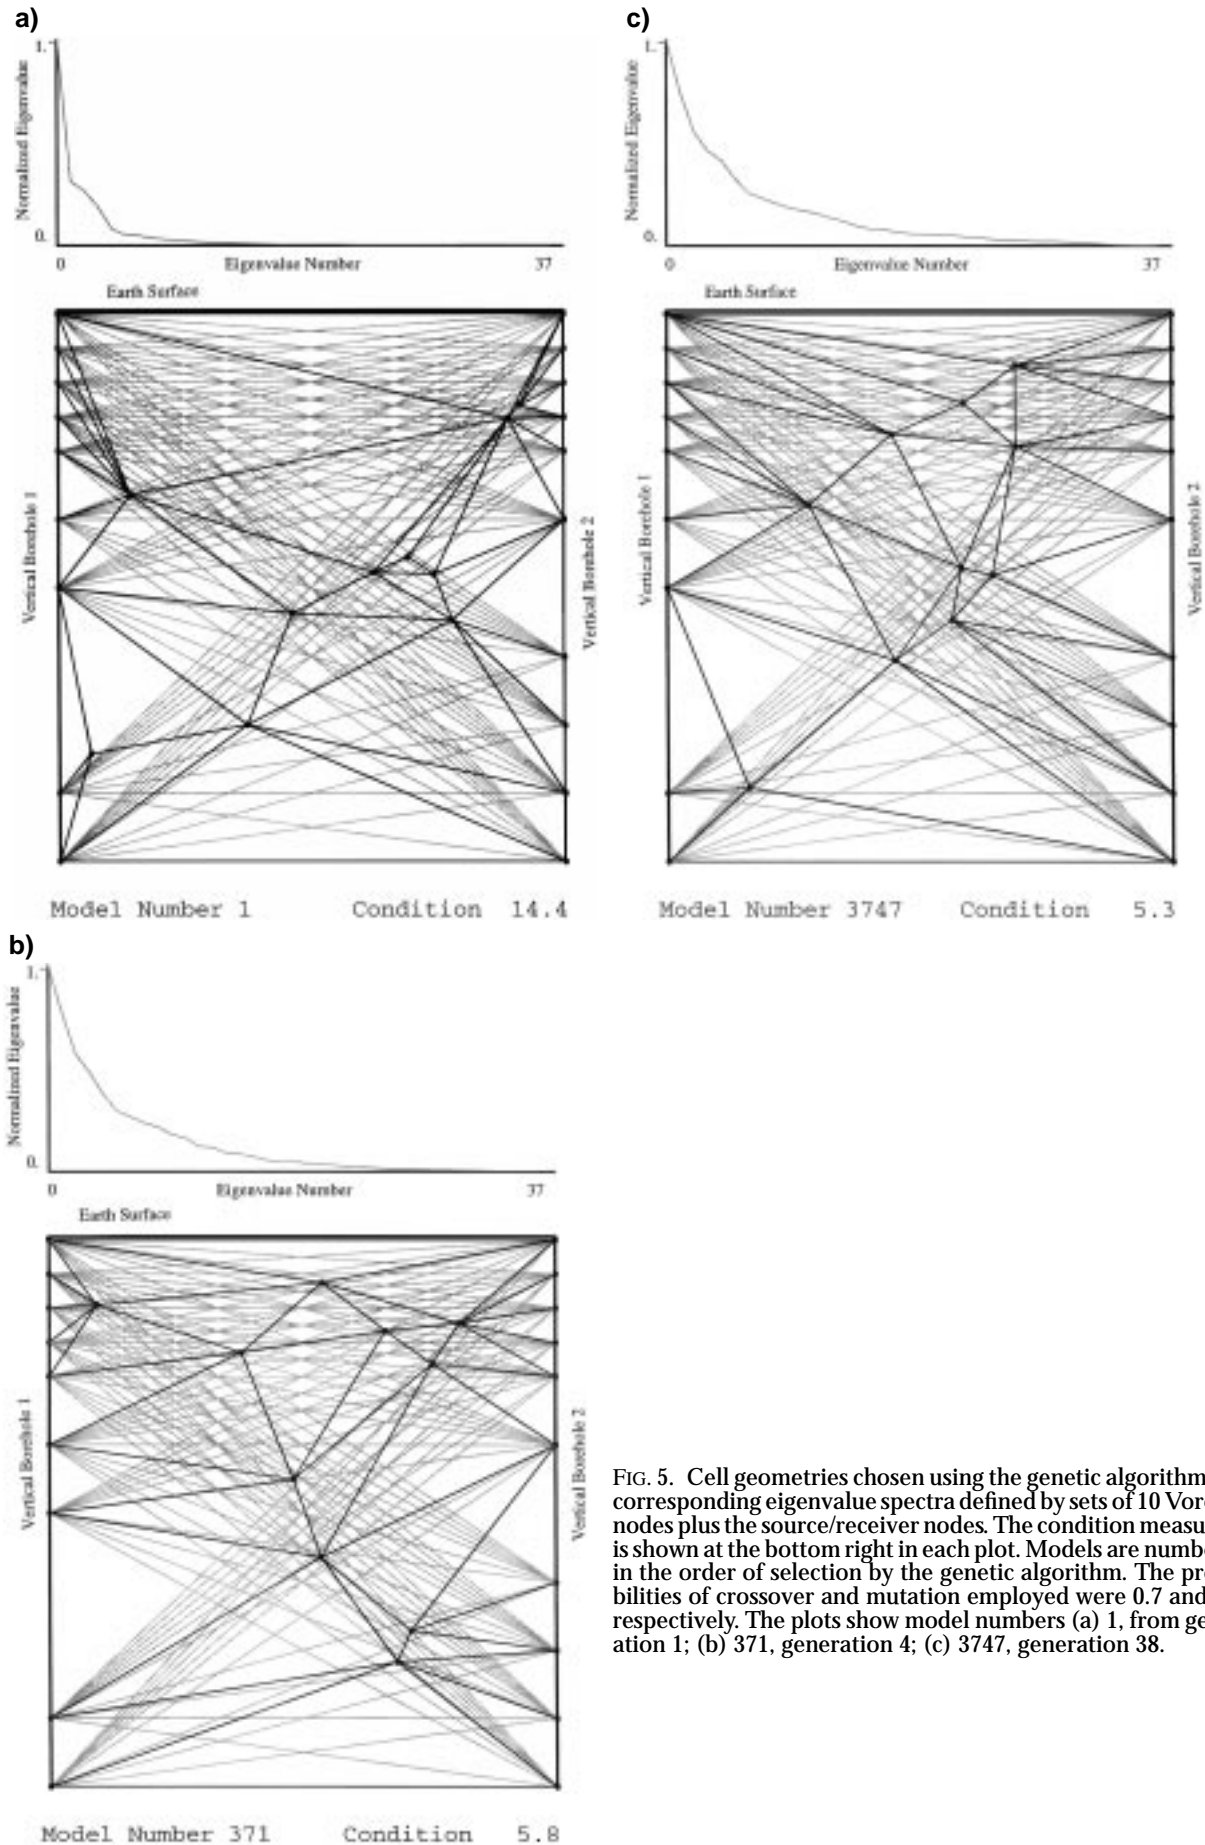 a)
1.
Normalized Eigenvalue
0.
0
Eigenvalue Number
37
Earth Surface
Vertical Borehole 1
Vertical Borehole 2
Model Number 1 Condition 14.4
c)
1.
Normalized Eigenvalue
0.
0
Eigenvalue Number
37
Earth Surface
Vertical Borehole 1
Vertical Borehole 2
Model Number 3747 Condition 5.3
b)
1.
Normalized Eigenvalue
0.
0
Eigenvalue Number
37
Earth Surface
Vertical Borehole 1
Vertical Borehole 2
Model Number 371 Condition 5.8
FIG. 5. Cell geometries chosen using the genetic algorithm
corresponding eigenvalue spectra defined by sets of 10 Vor
nodes plus the source/receiver nodes. The condition measu
is shown at the bottom right in each plot. Models are numb
in the order of selection by the genetic algorithm. The pro
bilities of crossover and mutation employed were 0.7 and
respectively. The plots show model numbers (a) 1, from ge
ation 1; (b) 371, generation 4; (c) 3747, generation 38.